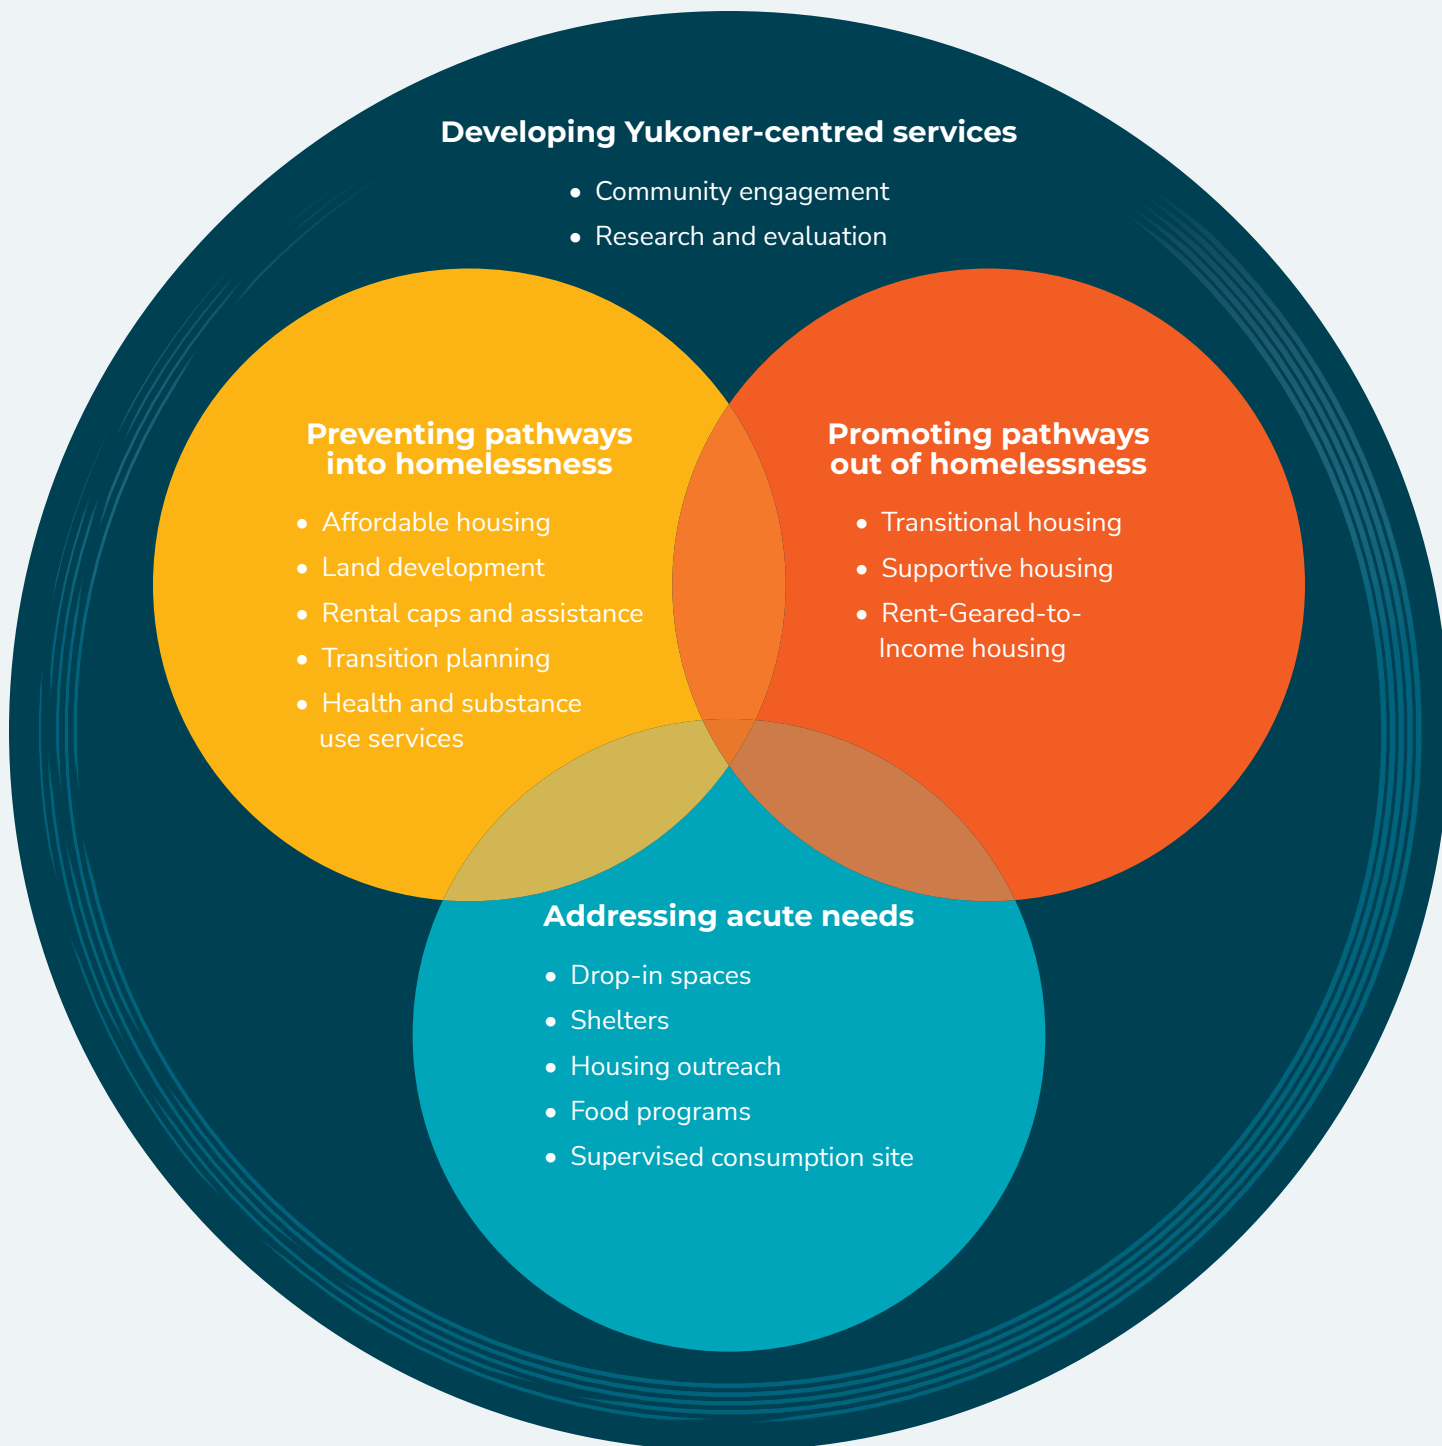 Developing Yukoner-centred services
• Community engagement
• Research and evaluation
Preventing pathways
into homelessness
• Affordable housing
• Land development
• Rental caps and assistance
• Transition planning
• Health and substance
use services
Promoting pathways
out of homelessness
• Transitional housing
• Supportive housing
• Rent-Geared-to-
Income housing
Addressing acute needs
• Drop-in spaces
• Shelters
• Housing outreach
• Food programs
• Supervised consumption site